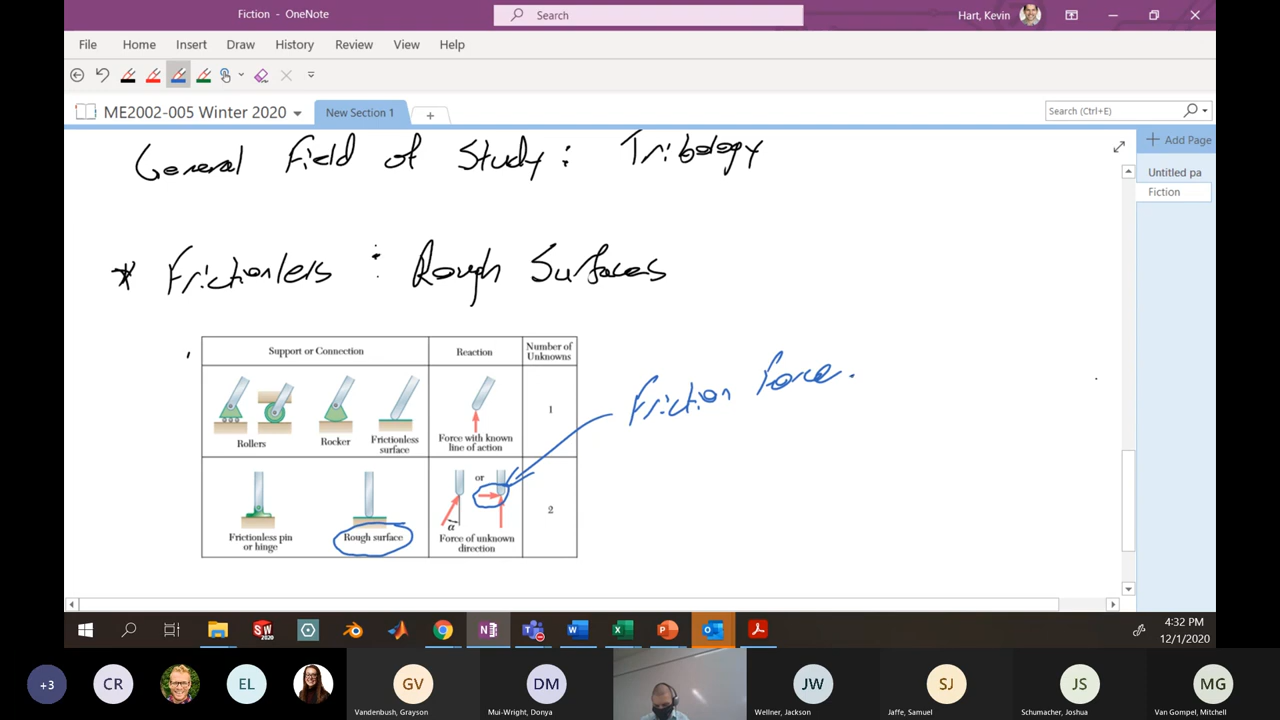 Fiction - OneNote
Search
Hart, Kevin
File Home Insert Draw History Review View Help
ME2002-005 Winter 2020
New Section 1
+
Search (Ctrl+E)
General Field of Study: Tribology
Add Page
Untitled pa
Fiction
* Frictionless : Rough Surfaces
Support or Connection
Reaction
Number of
Unknowns
Rollers
Rocker
Frictionless
surface
Force with known
line of action
1
Friction Force.
Frictionless pin
or hinge
Rough surface
or
α
Force of unknown
direction
2
SW
2020
4:32 PM
12/1/2020
+3
CR
EL
GV
Vandenbush, Grayson
DM
Mui-Wright, Donya
JW
Wellner, Jackson
SJ
Jaffe, Samuel
JS
Schumacher, Joshua
MG
Van Gompel, Mitchell